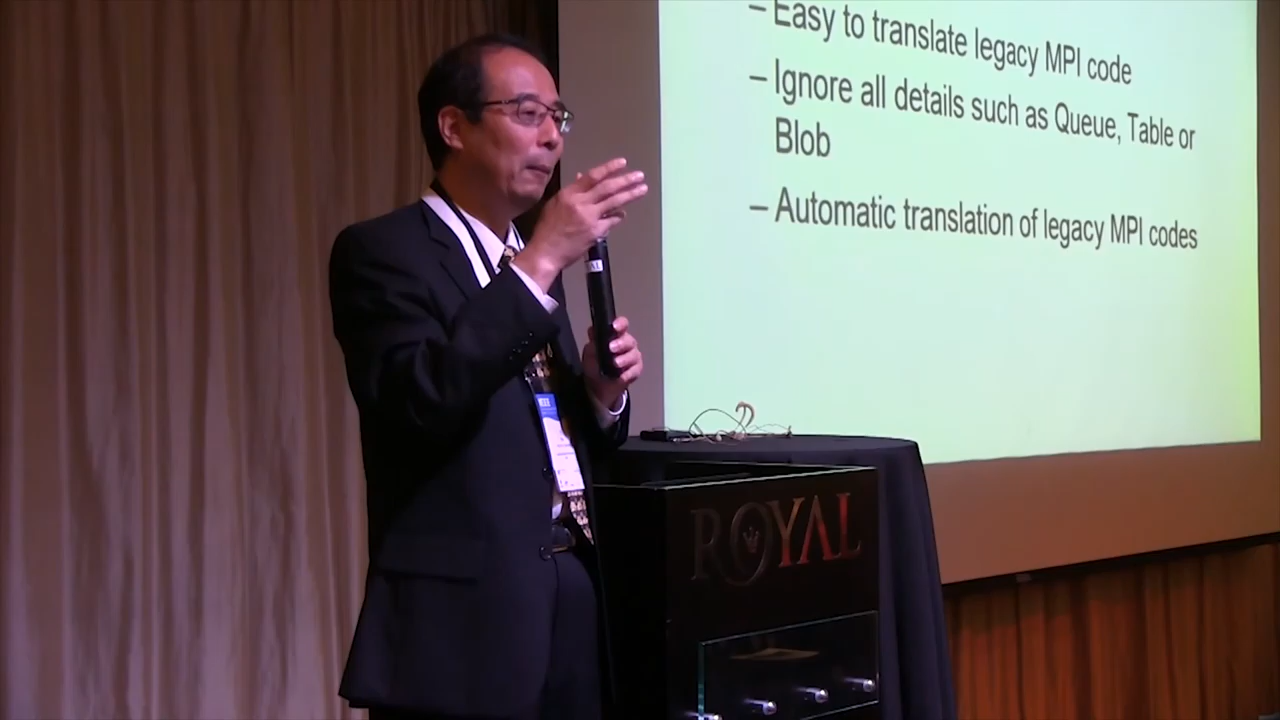 – Easy to translate legacy MPI code
– Ignore all details such as Queue, Table or
Blob
– Automatic translation of legacy MPI codes
ROYAL